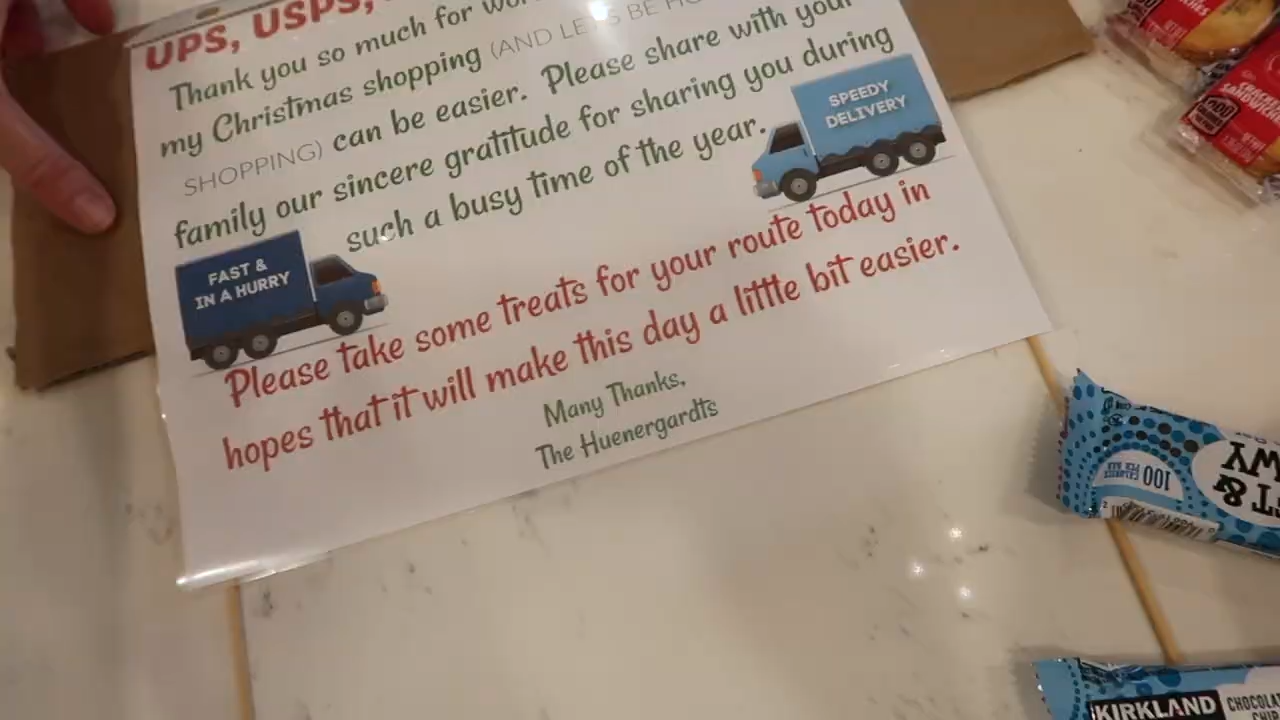 UPS, USPS,
Thank you so much for
my Christmas shopping (AND LET'S BE
SHOPPING) can be easier. Please share with your
family our sincere gratitude for sharing you during
such a busy time of the year.
SPEEDY
DELIVERY
FAST &
IN A HURRY
Please take some treats for your route today in
hopes that it will make this day a little bit easier.
Many Thanks,
The Huenergardts
100
KIRKLAND